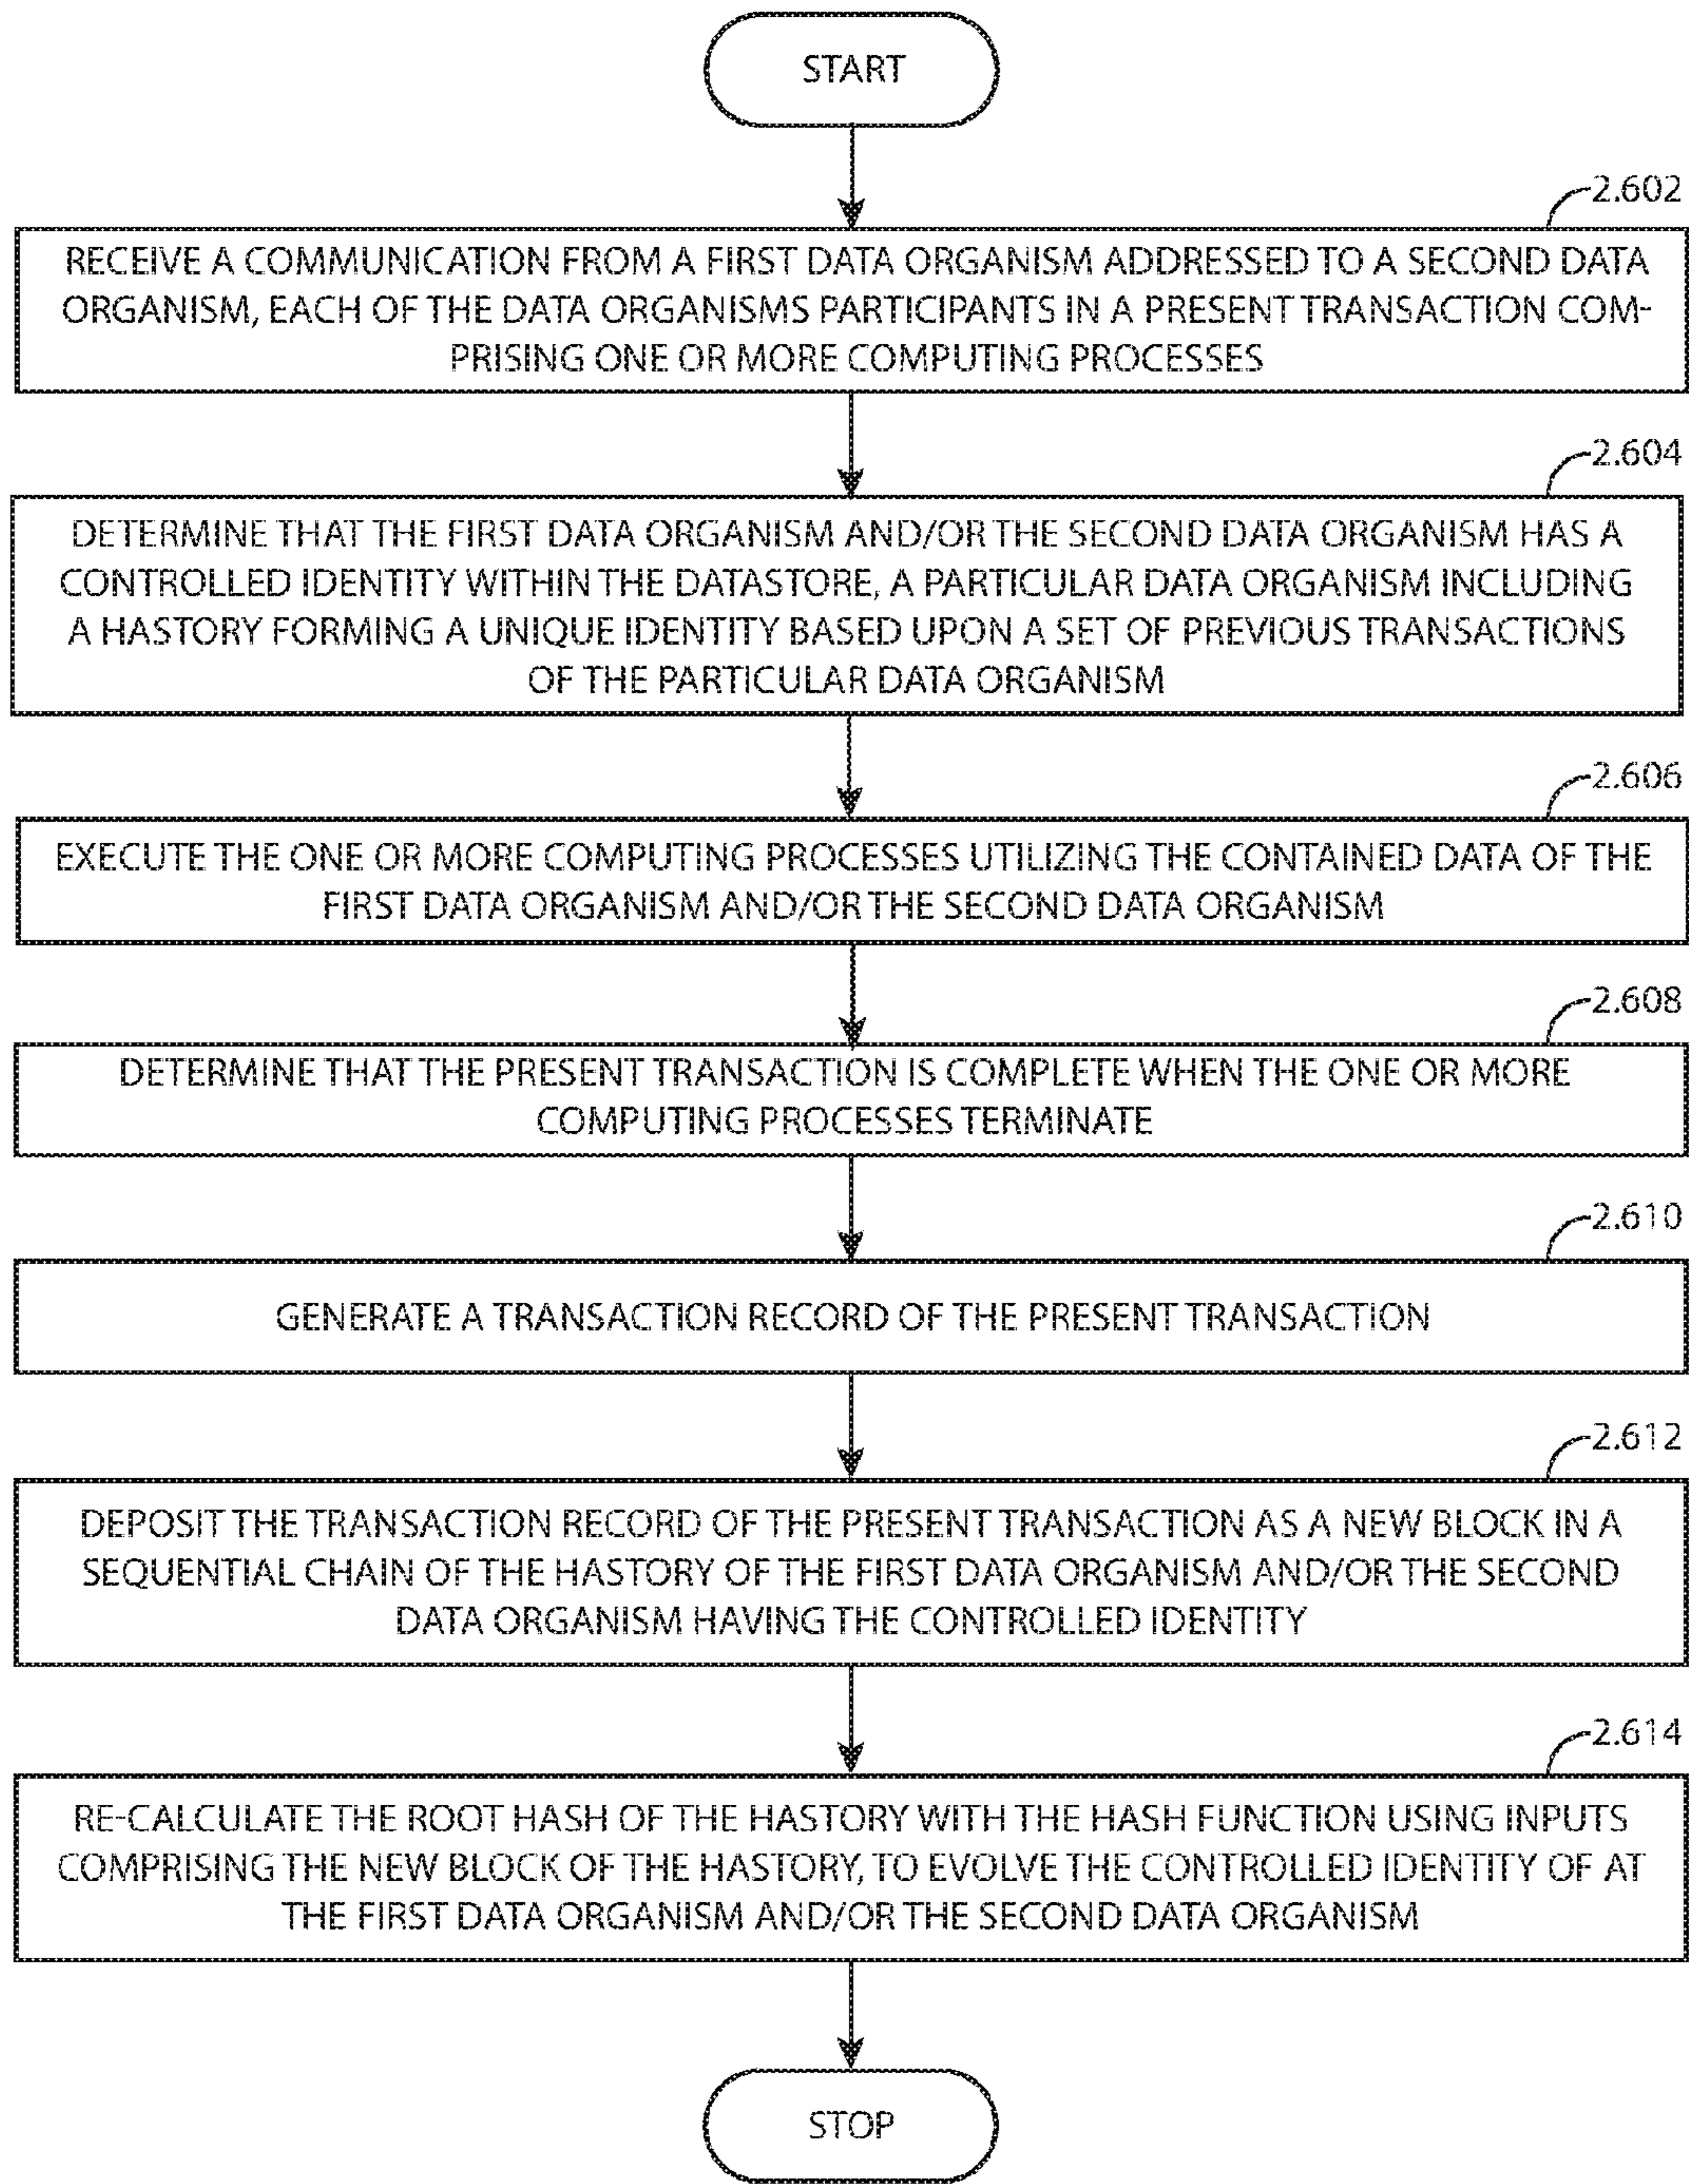 START
2.602
RECEIVE A COMMUNICATION FROM A FIRST DATA ORGANISM ADDRESSED TO A SECOND DATA
ORGANISM, EACH OF THE DATA ORGANISMS PARTICIPANTS IN A PRESENT TRANSACTION COM-
PRISING ONE OR MORE COMPUTING PROCESSES
2.604
DETERMINE THAT THE FIRST DATA ORGANISM AND/OR THE SECOND DATA ORGANISM HAS A
CONTROLLED IDENTITY WITHIN THE DATASTORE, A PARTICULAR DATA ORGANISM INCLUDING
A HASTORY FORMING A UNIQUE IDENTITY BASED UPON A SET OF PREVIOUS TRANSACTIONS
OF THE PARTICULAR DATA ORGANISM
2.606
EXECUTE THE ONE OR MORE COMPUTING PROCESSES UTILIZING THE CONTAINED DATA OF THE
FIRST DATA ORGANISM AND/OR THE SECOND DATA ORGANISM
2.608
DETERMINE THAT THE PRESENT TRANSACTION IS COMPLETE WHEN THE ONE OR MORE
COMPUTING PROCESSES TERMINATE
2.610
GENERATE A TRANSACTION RECORD OF THE PRESENT TRANSACTION
2.612
DEPOSIT THE TRANSACTION RECORD OF THE PRESENT TRANSACTION AS A NEW BLOCK IN A
SEQUENTIAL CHAIN OF THE HASTORY OF THE FIRST DATA ORGANISM AND/OR THE SECOND
DATA ORGANISM HAVING THE CONTROLLED IDENTITY
2.614
RE-CALCULATE THE ROOT HASH OF THE HASTORY WITH THE HASH FUNCTION USING INPUTS
COMPRISING THE NEW BLOCK OF THE HASTORY, TO EVOLVE THE CONTROLLED IDENTITY OF AT
THE FIRST DATA ORGANISM AND/OR THE SECOND DATA ORGANISM
STOP